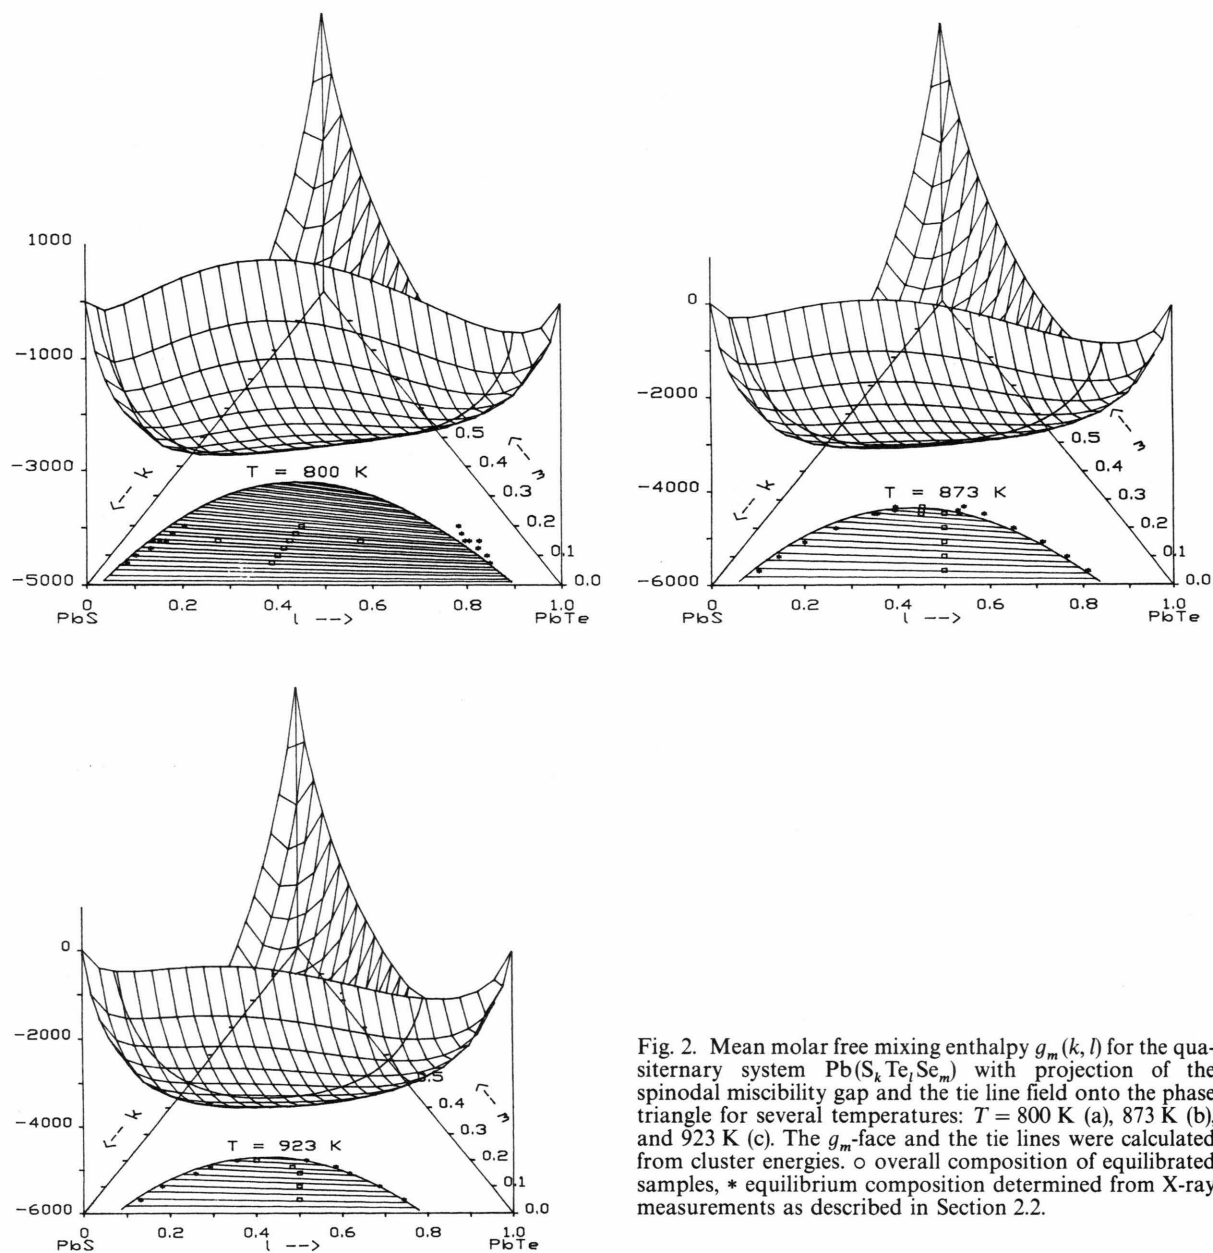 1000
0
-1000
-2000
-3000
-4000
-5000
T = 800 K
<--- k
<--- m
0.5
0.4
0.3
0.2
0.1
0.0
0 0.2 0.4 0.6 0.8 1.0
PbS l --> PbTe
0
-2000
-4000
-6000
T = 873 K
<--- k
<--- m
0.5
0.4
0.3
0.2
0.1
0.0
0 0.2 0.4 0.6 0.8 1.0
PbS l --> PbTe
0
-2000
-4000
-6000
T = 923 K
<--- k
<--- m
0.5
0.4
0.3
0.2
0.1
0.0
0 0.2 0.4 0.6 0.8 1.0
PbS l --> PbTe
Fig. 2. Mean molar free mixing enthalpy gₘ(k, l) for the qua-
siternary system Pb(SₖTeₗSeₘ) with projection of the
spinodal miscibility gap and the tie line field onto the phase
triangle for several temperatures: T = 800 K (a), 873 K (b),
and 923 K (c). The gₘ-face and the tie lines were calculated
from cluster energies. o overall composition of equilibrated
samples, * equilibrium composition determined from X-ray
measurements as described in Section 2.2.